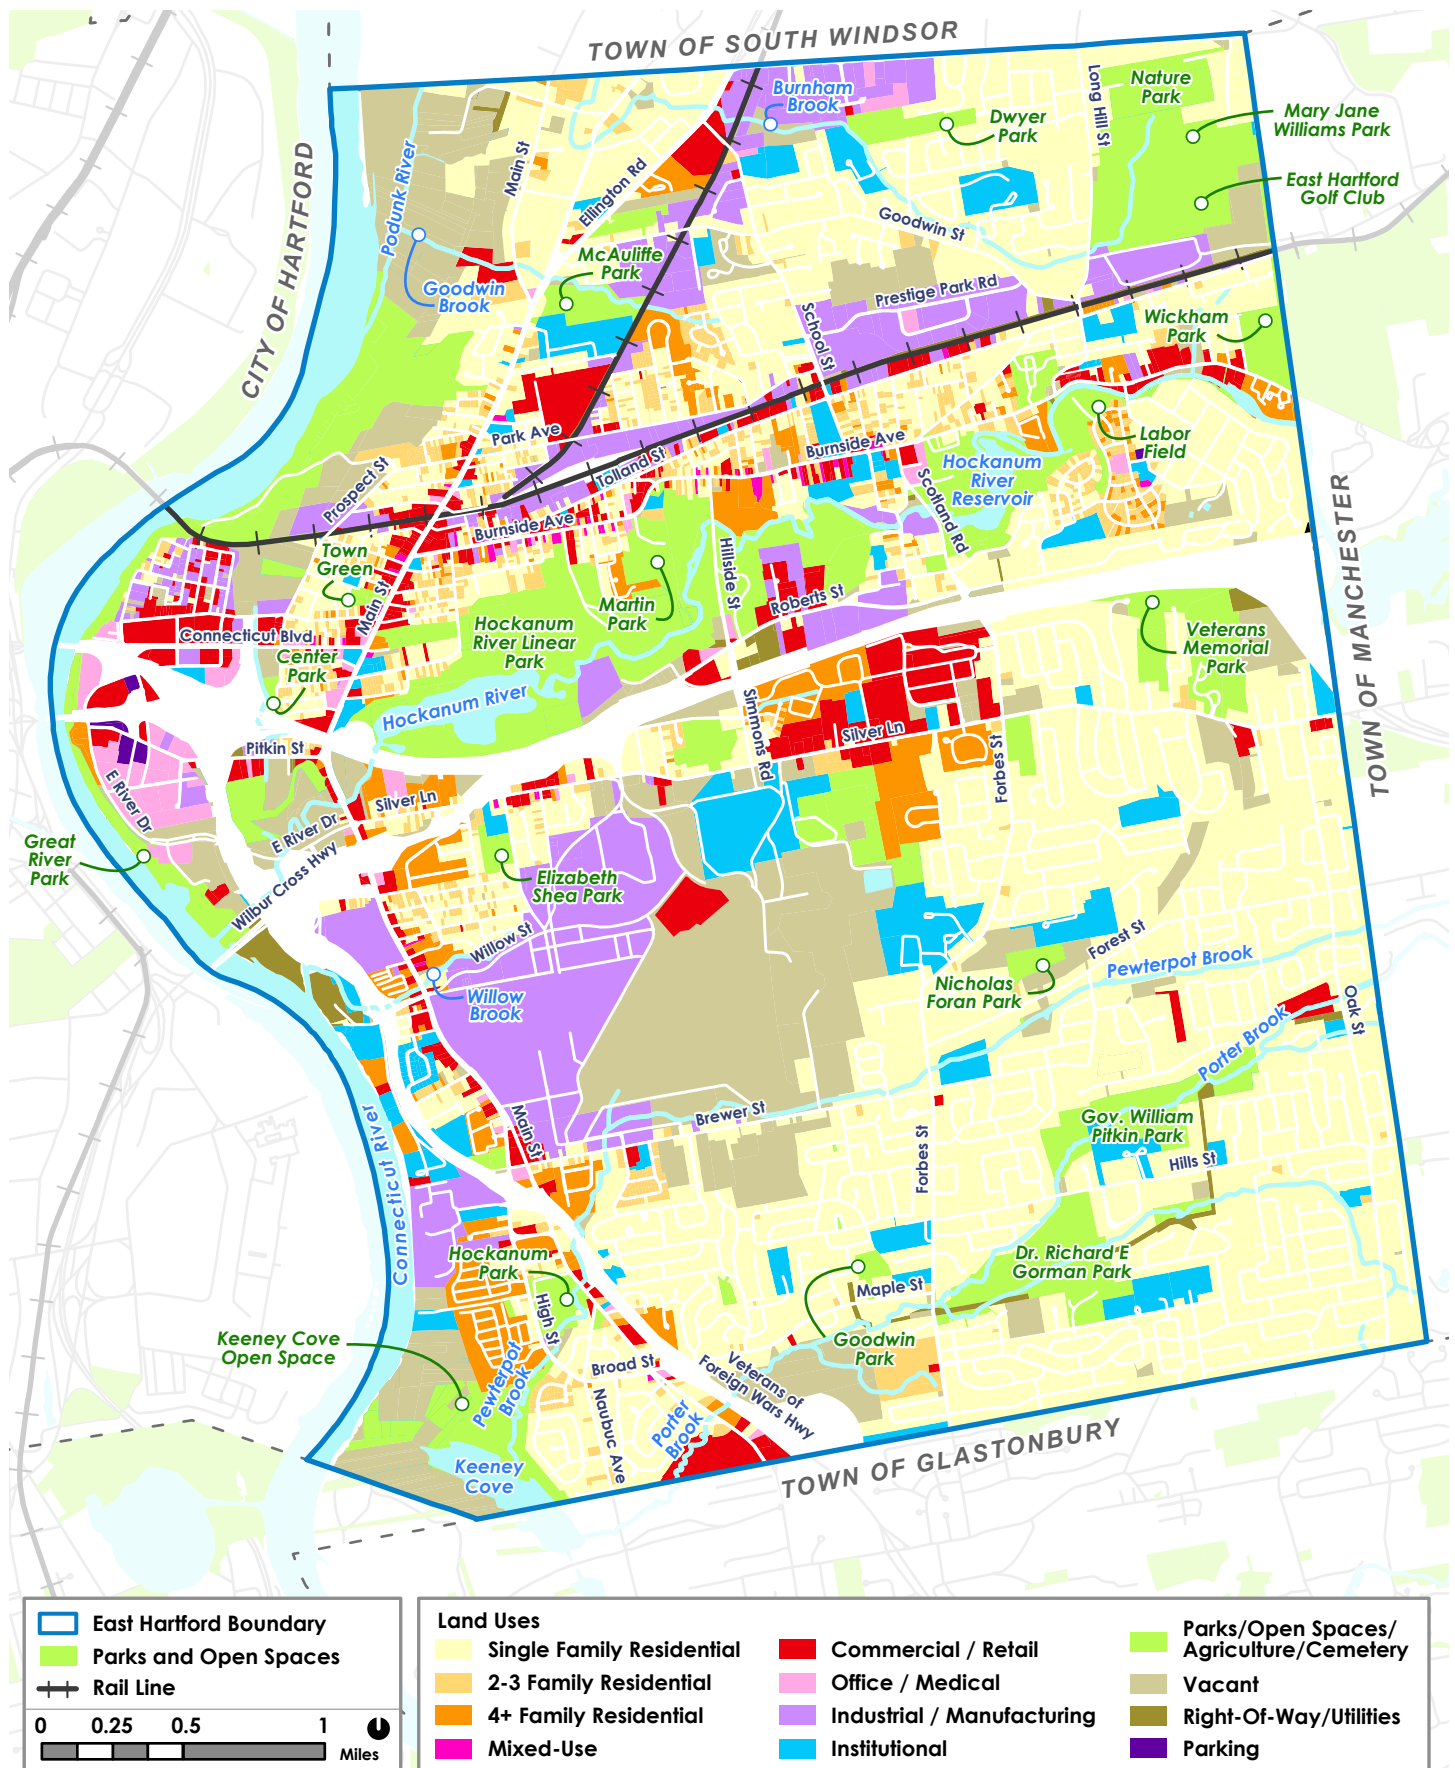 TOWN OF SOUTH WINDSOR
CITY OF HARTFORD
TOWN OF MANCHESTER
TOWN OF GLASTONBURY
Nature
Park
Mary Jane
Williams Park
East Hartford
Golf Club
Dwyer
Park
Burnham
Brook
Long Hill St
Main St
Ellington Rd
Podunk River
Goodwin St
McAuliffe
Park
Goodwin
Brook
Prestige Park Rd
School St
Wickham
Park
Park Ave
Burnside Ave
Tolland St
Labor
Field
Hockanum
River
Reservoir
Scotland Rd
Prospect St
Burnside Ave
Town
Green
Main St
Hillside St
Martin
Park
Roberts St
Connecticut Blvd
Center
Park
Hockanum
River Linear
Park
Veterans
Memorial
Park
Hockanum River
Simmons Rd
Silver Ln
Forbes St
Pitkin St
E River Dr
Silver Ln
E River Dr
Great
River
Park
Wilbur Cross Hwy
Elizabeth
Shea Park
Willow St
Willow
Brook
Forest St
Pewterpot Brook
Nicholas
Foran Park
Oak St
Porter Brook
Connecticut River
Main St
Brewer St
Forbes St
Gov. William
Pitkin Park
Hills St
Hockanum
Park
High St
Dr. Richard E
Gorman Park
Maple St
Goodwin
Park
Keeney Cove
Open Space
Pewterpot
Brook
Broad St
Naubuc Ave
Porter
Brook
Veterans of
Foreign Wars Hwy
Keeney
Cove
East Hartford Boundary
Parks and Open Spaces
Rail Line
0 0.25 0.5 1
Miles
Land Uses
Single Family Residential
2-3 Family Residential
4+ Family Residential
Mixed-Use
Commercial / Retail
Office / Medical
Industrial / Manufacturing
Institutional
Parks/Open Spaces/
Agriculture/Cemetery
Vacant
Right-Of-Way/Utilities
Parking